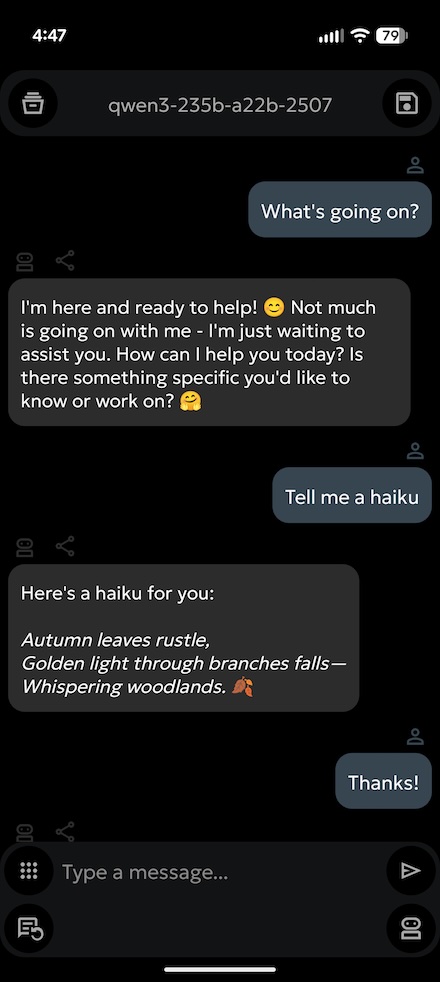 4:47
79
qwen3-235b-a22b-2507
What's going on?
I'm here and ready to help! 😊 Not much
is going on with me - I'm just waiting to
assist you. How can I help you today? Is
there something specific you'd like to
know or work on? 🤗
Tell me a haiku
Here's a haiku for you:
Autumn leaves rustle,
Golden light through branches falls—
Whispering woodlands. 🍂
Thanks!
Type a message...